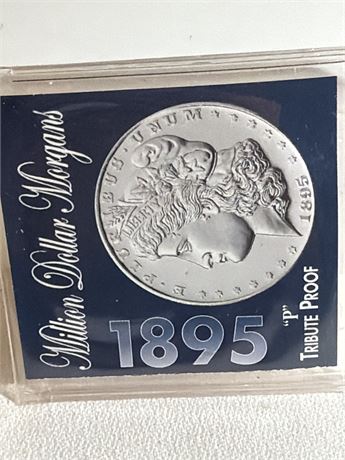 Million Dollar Morgans
E · PLURIBUS · UNUM
LIBERTY
1895
1895
"P"
TRIBUTE PROOF